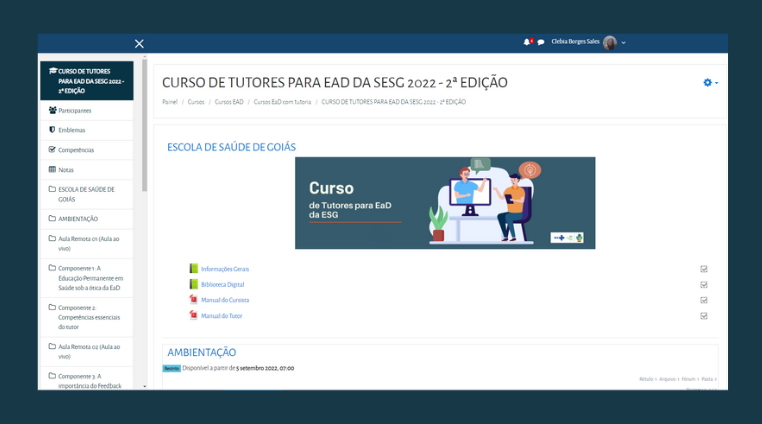 Clebia Borges Sales
CURSO DE TUTORES
PARA EAD DA SESG 2022 -
2ª EDIÇÃO
Participantes
Emblemas
Competências
Notas
ESCOLA DE SAÚDE DE
GOIÁS
AMBIENTAÇÃO
Aula Remota 01 (Aula ao
vivo)
Componente 1: A
Educação Permanente em
Saúde sob a ótica da EaD
Componente 2:
Competências essenciais
do tutor
Aula Remota 02 (Aula ao
vivo)
Componente 3: A
importância do Feedback
CURSO DE TUTORES PARA EAD DA SESG 2022 - 2ª EDIÇÃO
Painel / Cursos / Cursos EAD / Cursos EaD com tutoria / CURSO DE TUTORES PARA EAD DA SESG 2022 - 2ª EDIÇÃO
ESCOLA DE SAÚDE DE GOIÁS
Curso
de Tutores para EaD
da ESG
Informações Gerais
Biblioteca Digital
Manual do Cursista
Manual do Tutor
AMBIENTAÇÃO
Restrito Disponível a partir de 5 setembro 2022, 07:00